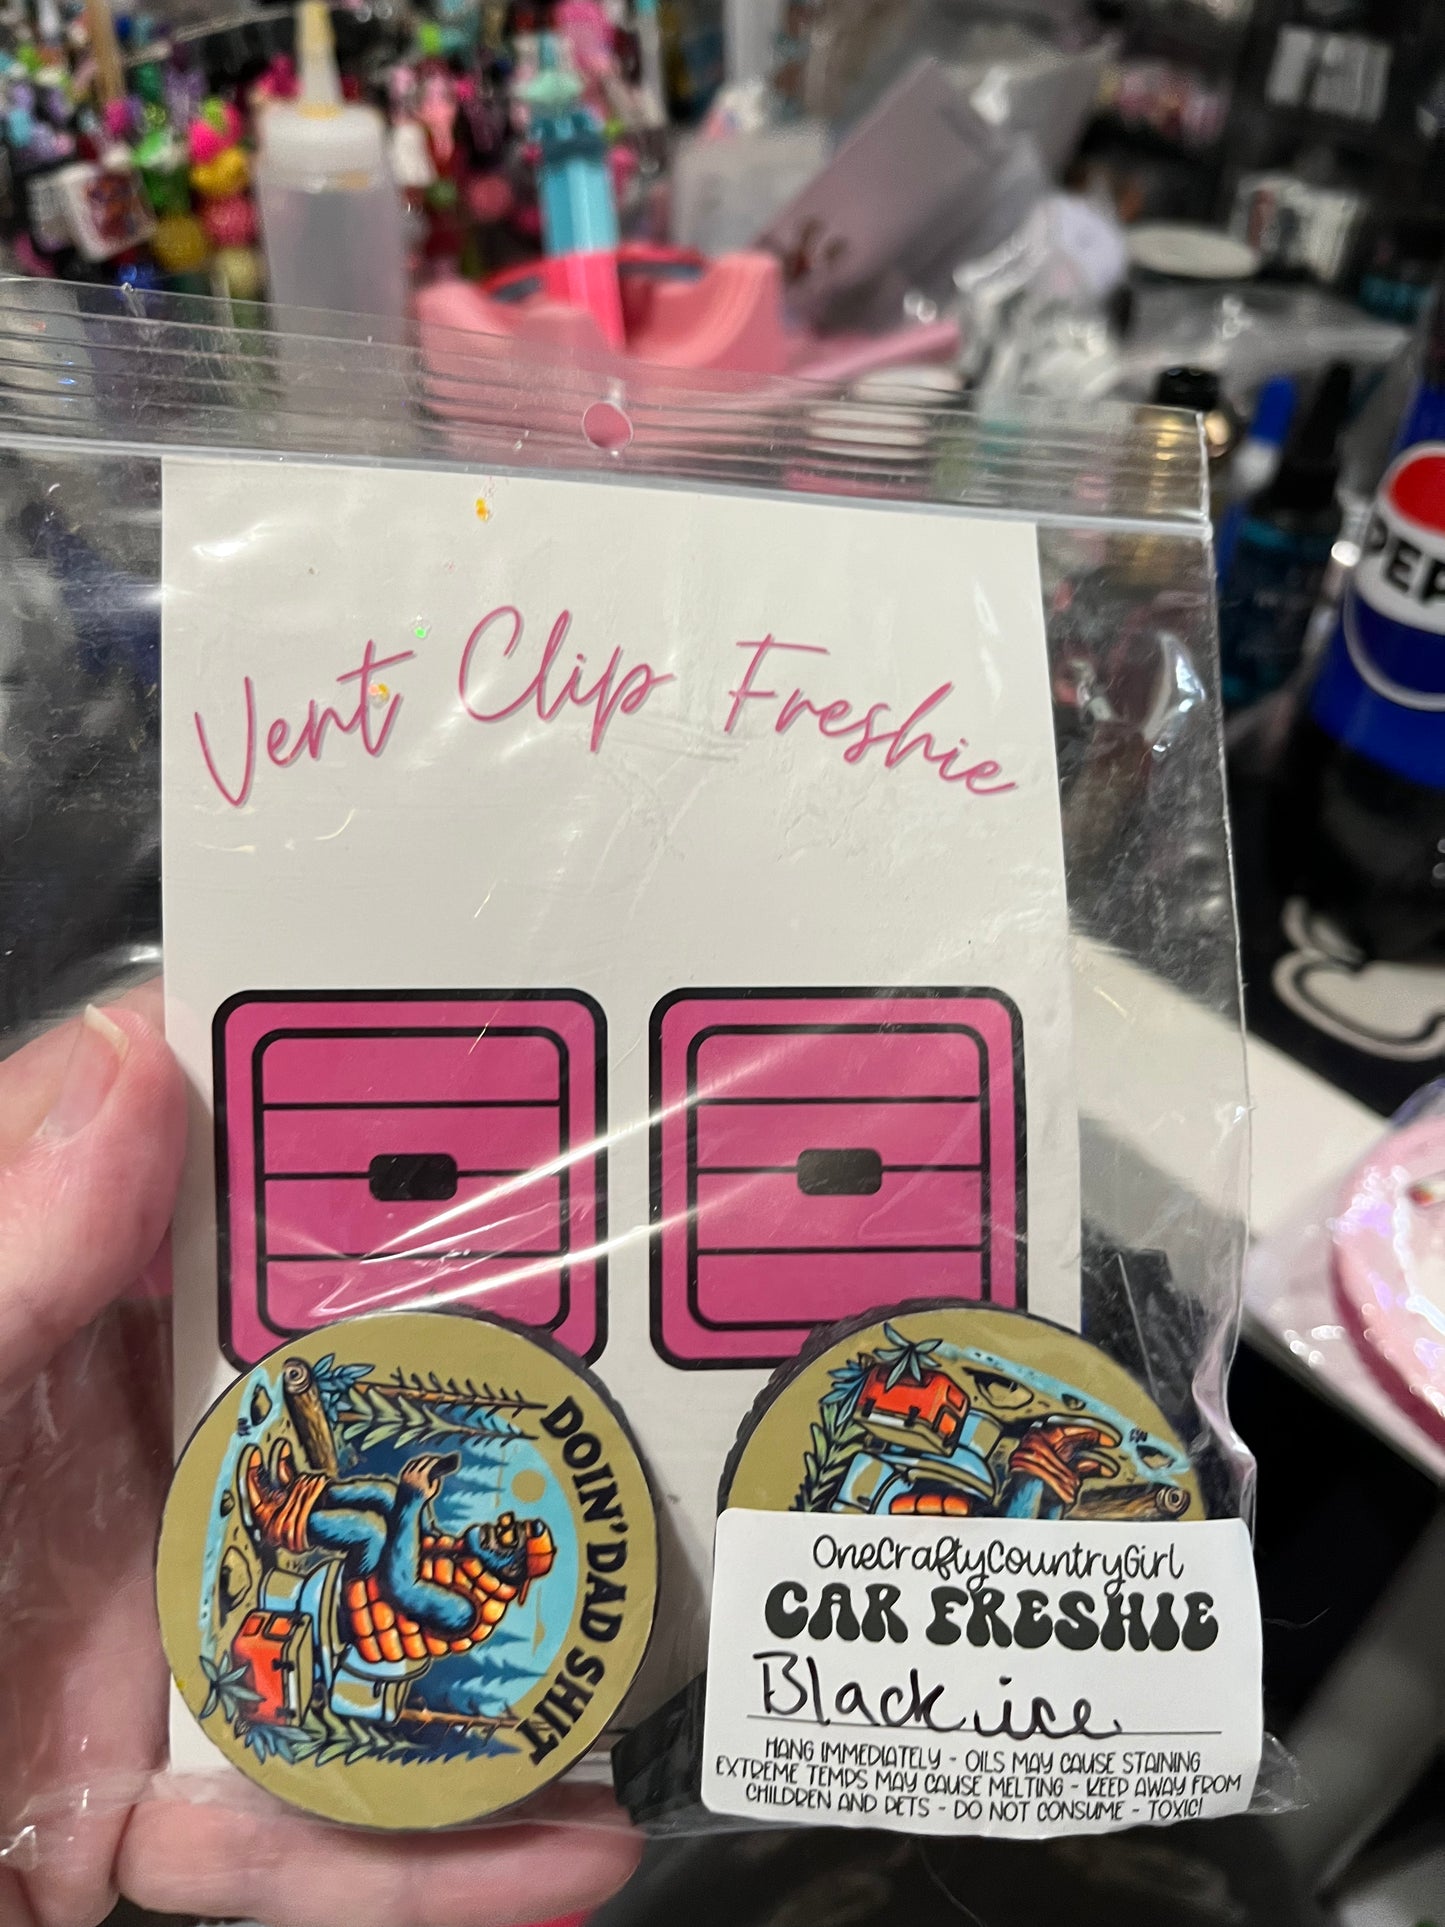 Vent Clip Freshie
PEP
DOIN' DAD SHIT
OneCraftyCountryGirl
CAR FRESHIE
Black ice
HANG IMMEDIATELY - OILS MAY CAUSE STAINING
EXTREME TEMPS MAY CAUSE MELTING - KEEP AWAY FROM
CHILDREN AND PETS - DO NOT CONSUME - TOXIC!